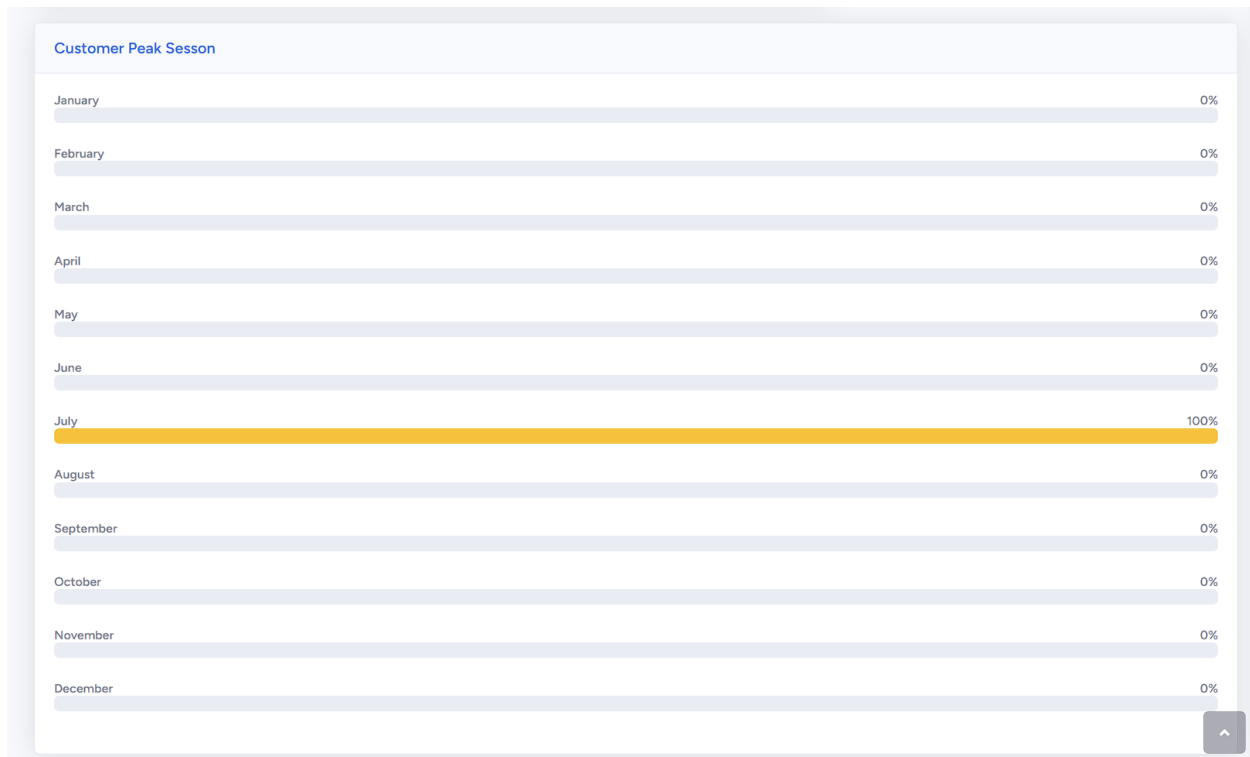 Customer Peak Sesson
January 0%
February 0%
March 0%
April 0%
May 0%
June 0%
July 100%
August 0%
September 0%
October 0%
November 0%
December 0%